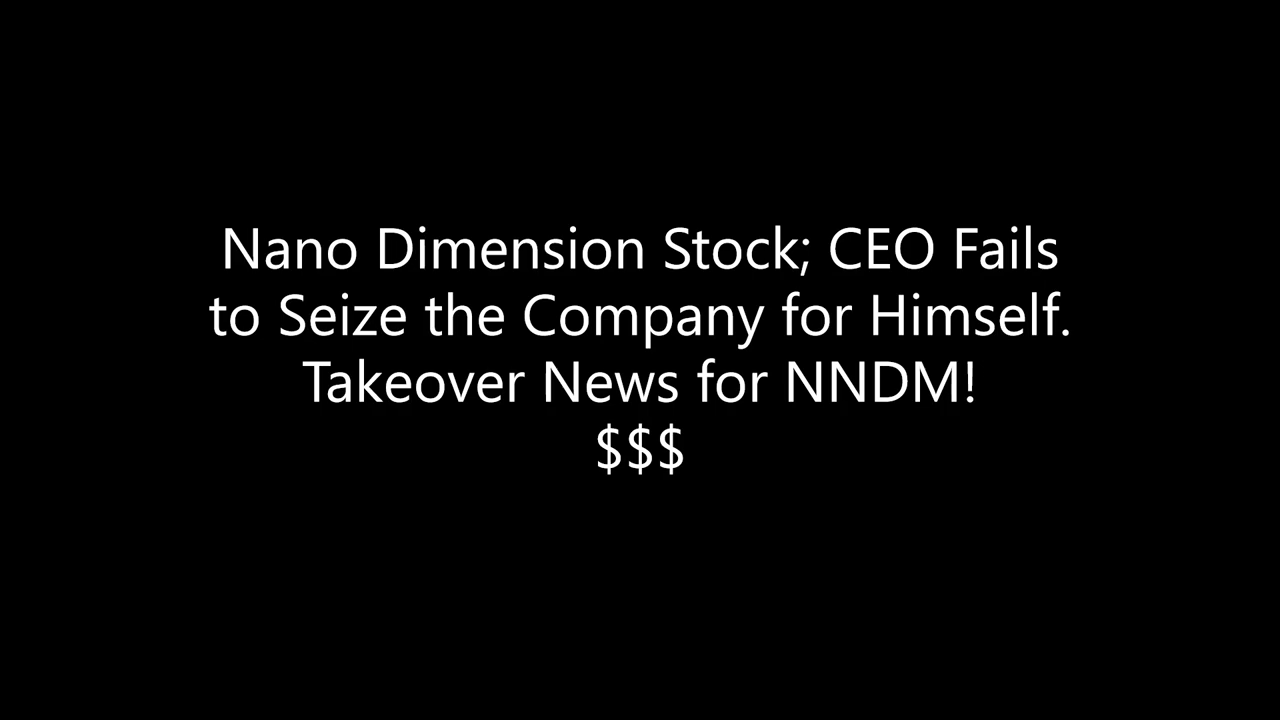 Nano Dimension Stock; CEO Fails
to Seize the Company for Himself.
Takeover News for NNDM!
$$$